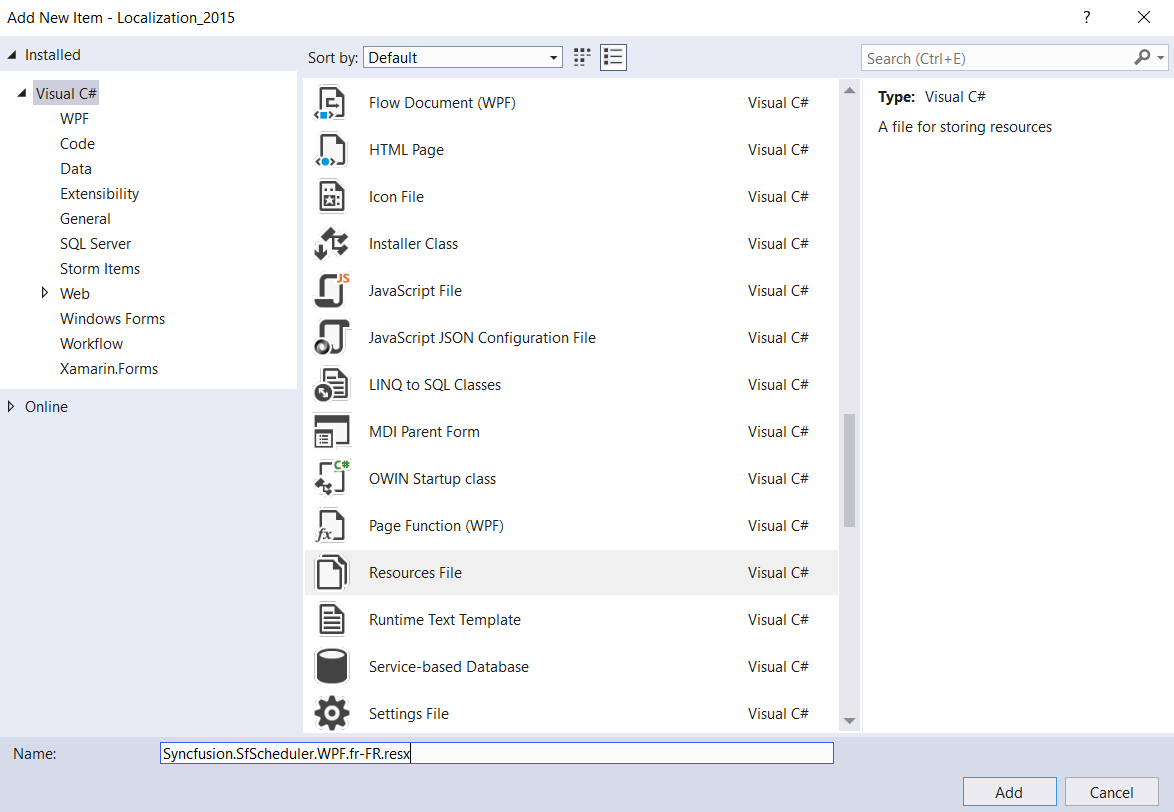 Add New Item - Localization_2015 ?
Installed
Sort by: Default
Search (Ctrl+E)
Visual C#
WPF
Code
Data
Extensibility
General
SQL Server
Storm Items
Web
Windows Forms
Workflow
Xamarin.Forms
Online
Flow Document (WPF) Visual C#
HTML Page Visual C#
Icon File Visual C#
Installer Class Visual C#
JS
JavaScript File Visual C#
JavaScript JSON Configuration File Visual C#
LINQ to SQL Classes Visual C#
MDI Parent Form Visual C#
C#
OWIN Startup class Visual C#
fx
Page Function (WPF) Visual C#
Resources File Visual C#
Runtime Text Template Visual C#
Service-based Database Visual C#
Settings File Visual C#
Type: Visual C#
A file for storing resources
Name: Syncfusion.SfScheduler.WPF.fr-FR.resx
Add Cancel